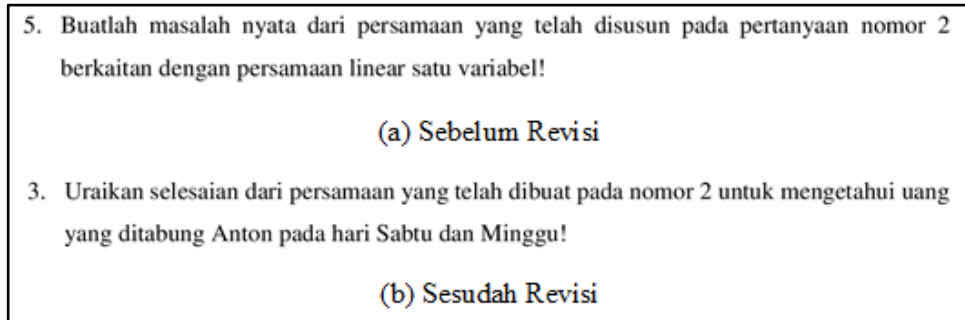 5. Buatlah masalah nyata dari persamaan yang telah disusun pada pertanyaan nomor 2
berkaitan dengan persamaan linear satu variabel!
(a) Sebelum Revisi
3. Uraikan selesaian dari persamaan yang telah dibuat pada nomor 2 untuk mengetahui uang
yang ditabung Anton pada hari Sabtu dan Minggu!
(b) Sesudah Revisi